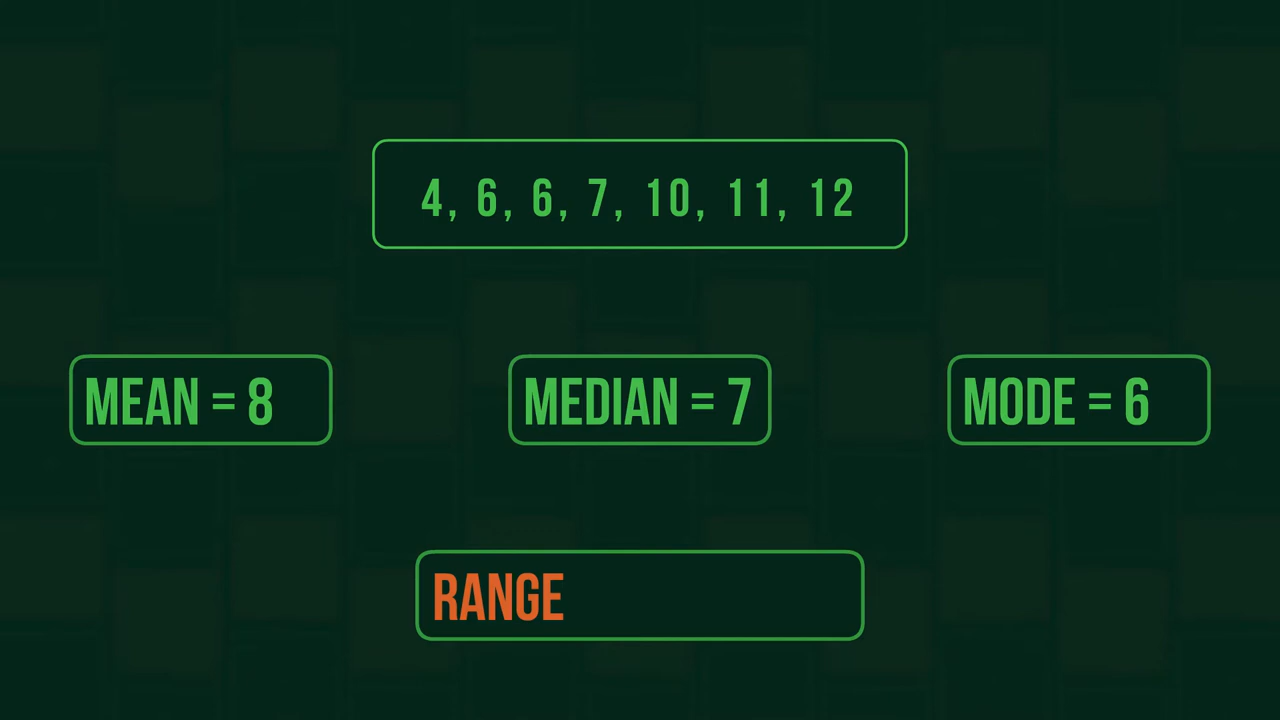 4, 6, 6, 7, 10, 11, 12
MEAN = 8
MEDIAN = 7
MODE = 6
RANGE